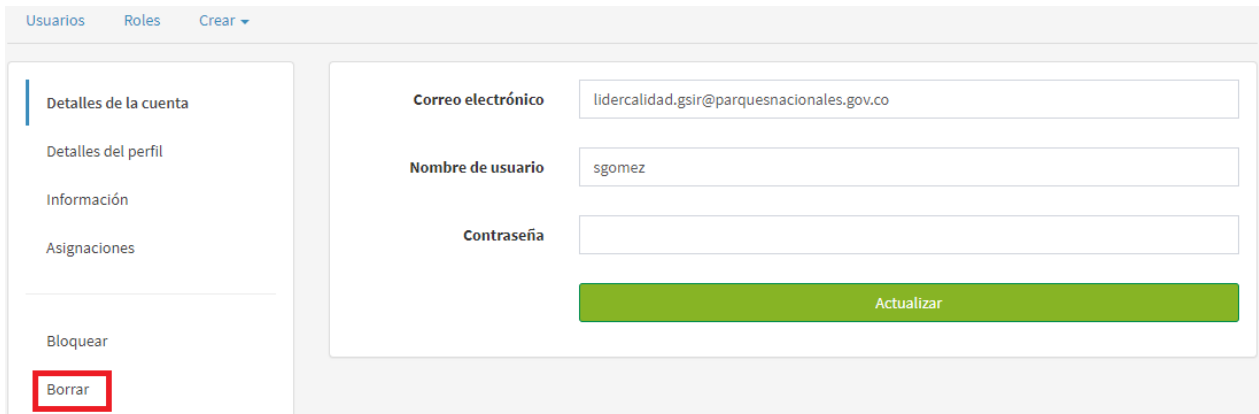 Usuarios Roles Crear
Detalles de la cuenta
Detalles del perfil
Información
Asignaciones
Bloquear
Borrar
Correo electrónico lidercalidad.gsir@parquesnacionales.gov.co
Nombre de usuario sgomez
Contraseña
Actualizar